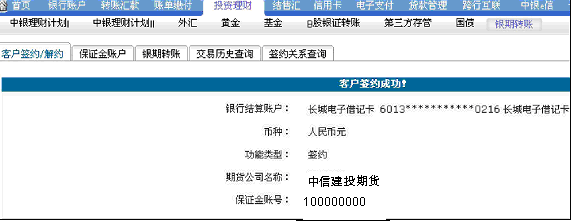 首页 银行账户 转账汇款 账单缴付 投资理财 结售汇 信用卡 电子支付 贷款管理 跨行互联 中银e信
中银理财计划I 中银理财计划II 外汇 黄金 基金 B股银证转账 第三方存管 国债 银期转账
客户签约/解约 保证金账户 银期转账 交易历史查询 签约关系查询
客户签约成功!
银行结算账户: 长城电子借记卡 6013***********0216 长城电子借记卡
币种: 人民币元
功能类型: 签约
期货公司名称: 中信建投期货
保证金账号: 100000000